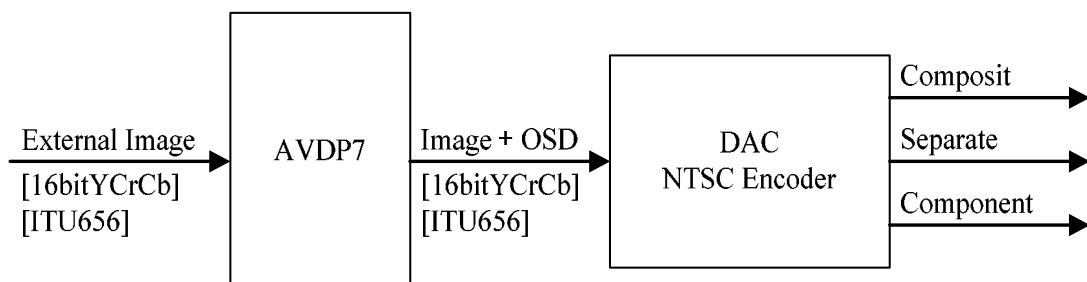 External Image
[16bitYCrCb]
[ITU656]
AVDP7
Image + OSD
[16bitYCrCb]
[ITU656]
DAC
NTSC Encoder
Composit
Separate
Component